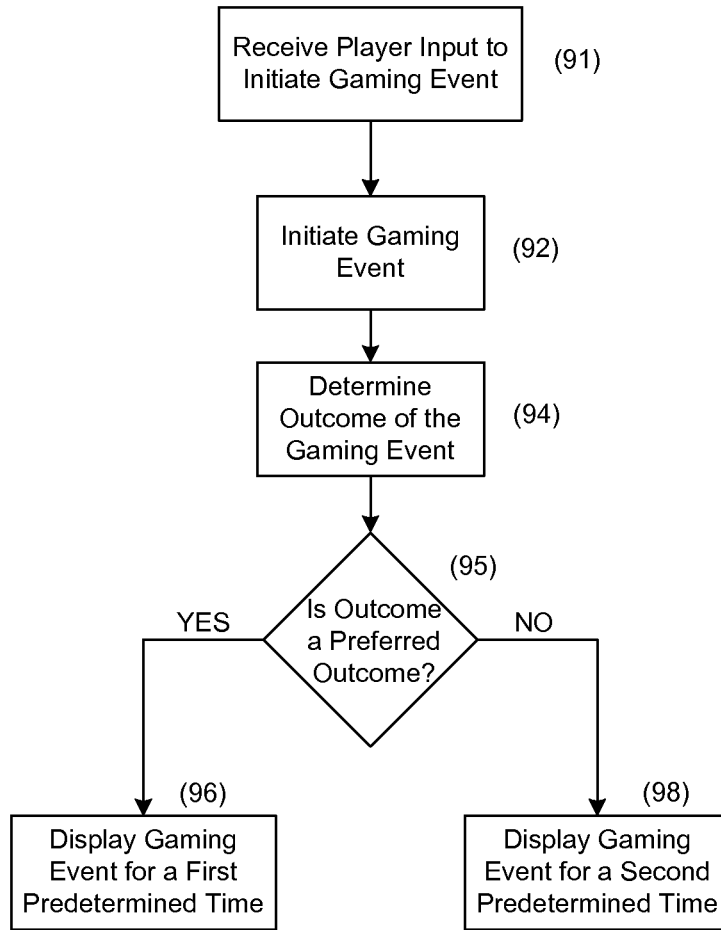 Receive Player Input to
Initiate Gaming Event
(91)
Initiate Gaming
Event
(92)
Determine
Outcome of the
Gaming Event
(94)
(95)
Is Outcome
a Preferred
Outcome?
YES
NO
(96)
Display Gaming
Event for a First
Predetermined Time
(98)
Display Gaming
Event for a Second
Predetermined Time